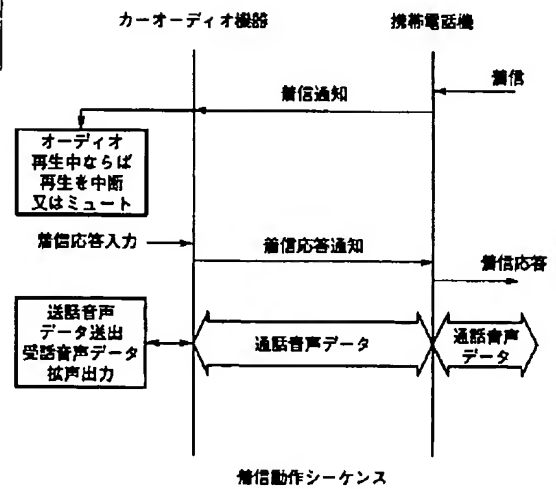 カーオーディオ機器
携帯電話機
着信
着信通知
オーディオ
再生中ならば
再生を中断
又はミュート
着信応答入力
着信応答通知
着信応答
送話音声
データ送出
受話音声データ
拡声出力
通話音声データ
通話音声
データ
着信動作シーケンス